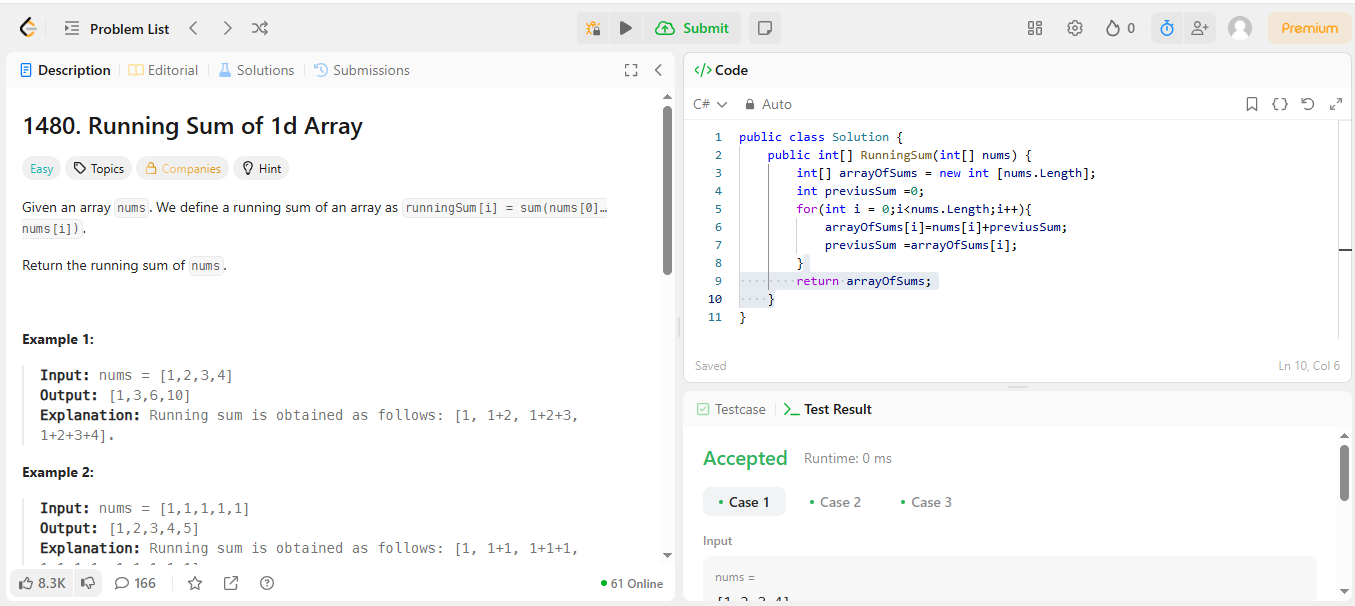 Problem List
Submit
0
Premium
Description
Editorial
Solutions
Submissions
1480. Running Sum of 1d Array
Easy
Topics
Companies
Hint
Given an array nums. We define a running sum of an array as runningSum[i] = sum(nums[0]…
nums[i]).
Return the running sum of nums.
Example 1:
Input: nums = [1,2,3,4]
Output: [1,3,6,10]
Explanation: Running sum is obtained as follows: [1, 1+2, 1+2+3,
1+2+3+4].
Example 2:
Input: nums = [1,1,1,1,1]
Output: [1,2,3,4,5]
Explanation: Running sum is obtained as follows: [1, 1+1, 1+1+1,
8.3K
166
61 Online
</> Code
C#
Auto
1 public class Solution {
2 public int[] RunningSum(int[] nums) {
3 int[] arrayOfSums = new int [nums.Length];
4 int previusSum =0;
5 for(int i = 0;i<nums.Length;i++){
6 arrayOfSums[i]=nums[i]+previusSum;
7 previusSum =arrayOfSums[i];
8 }
9 return arrayOfSums;
10 }
11 }
Saved
Ln 10, Col 6
Testcase
Test Result
Accepted
Runtime: 0 ms
Case 1
Case 2
Case 3
Input
nums =
[1,2,3,4]